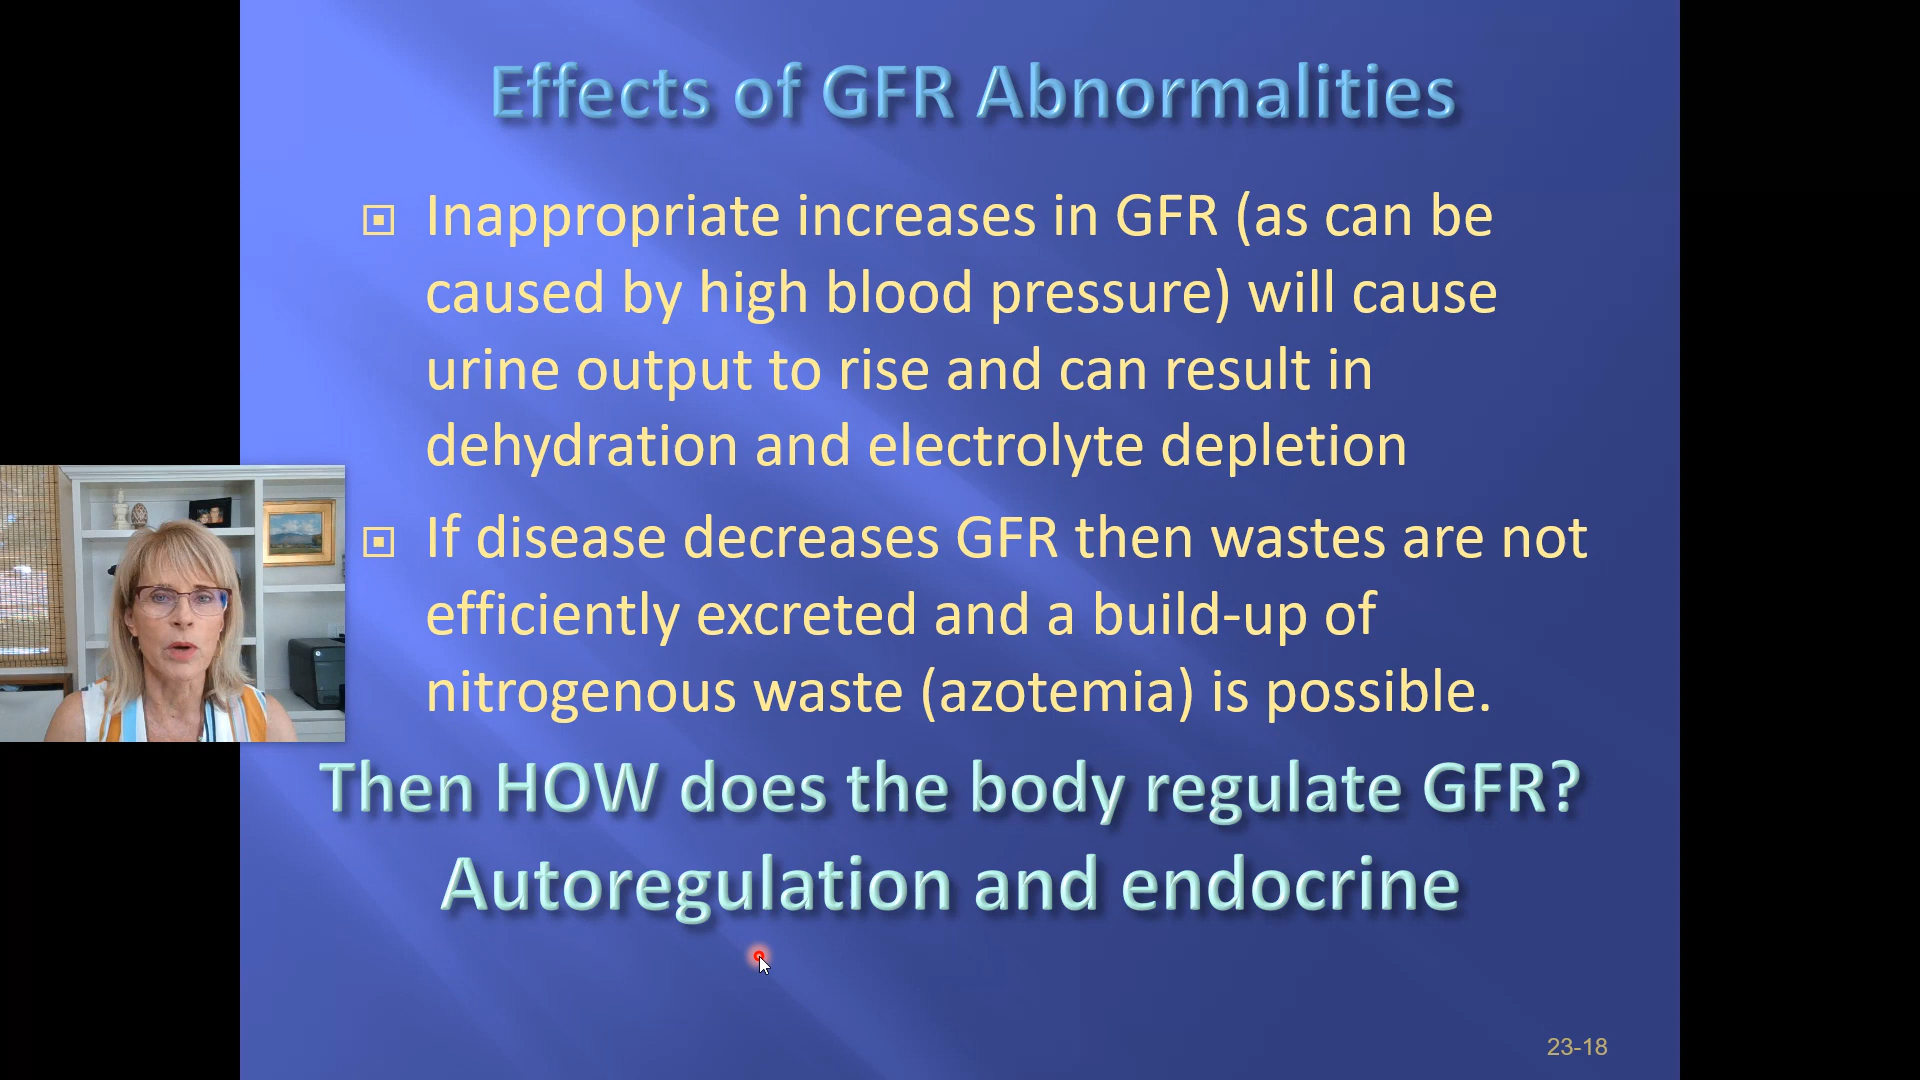 Effects of GFR Abnormalities
Inappropriate increases in GFR (as can be
caused by high blood pressure) will cause
urine output to rise and can result in
dehydration and electrolyte depletion
If disease decreases GFR then wastes are not
efficiently excreted and a build-up of
nitrogenous waste (azotemia) is possible.
Then HOW does the body regulate GFR?
Autoregulation and endocrine
23-18